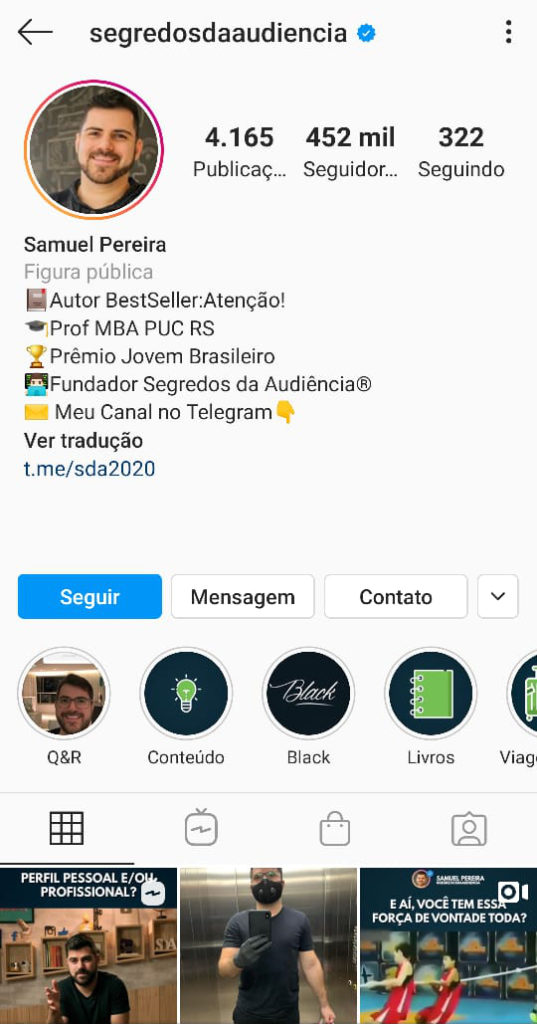 segredosdaaudiencia
4.165 452 mil 322
Publicaç... Seguidor... Seguindo
Samuel Pereira
Figura pública
Autor BestSeller:Atenção!
Prof MBA PUC RS
Prêmio Jovem Brasileiro
Fundador Segredos da Audiência®
Meu Canal no Telegram
Ver tradução
t.me/sda2020
Seguir Mensagem Contato
Black
Q&R Conteúdo Black Livros Viag
PERFIL PESSOAL E/OU
PROFISSIONAL?
SAMUEL PEREIRA
E AÍ, VOCÊ TEM ESSA
FORÇA DE VONTADE TODA?